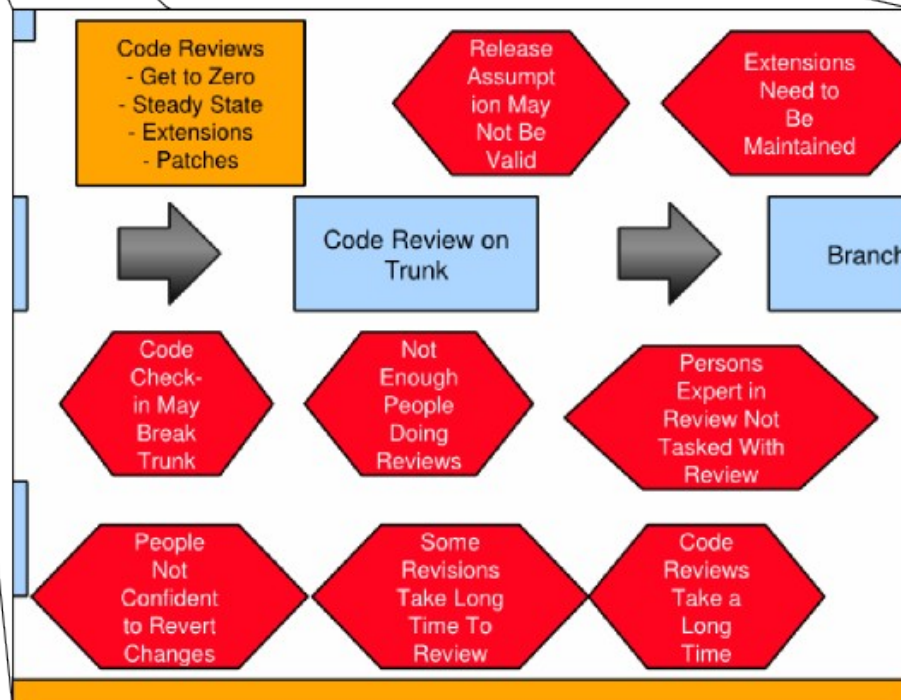 Code Reviews
- Get to Zero
- Steady State
- Extensions
- Patches
Release
Assumpt
ion May
Not Be
Valid
Extensions
Need to
Be
Maintained
Code Review on
Trunk
Branch
Code
Check-
in May
Break
Trunk
Not
Enough
People
Doing
Reviews
Persons
Expert in
Review Not
Tasked With
Review
People
Not
Confident
to Revert
Changes
Some
Revisions
Take Long
Time To
Review
Code
Reviews
Take a
Long
Time